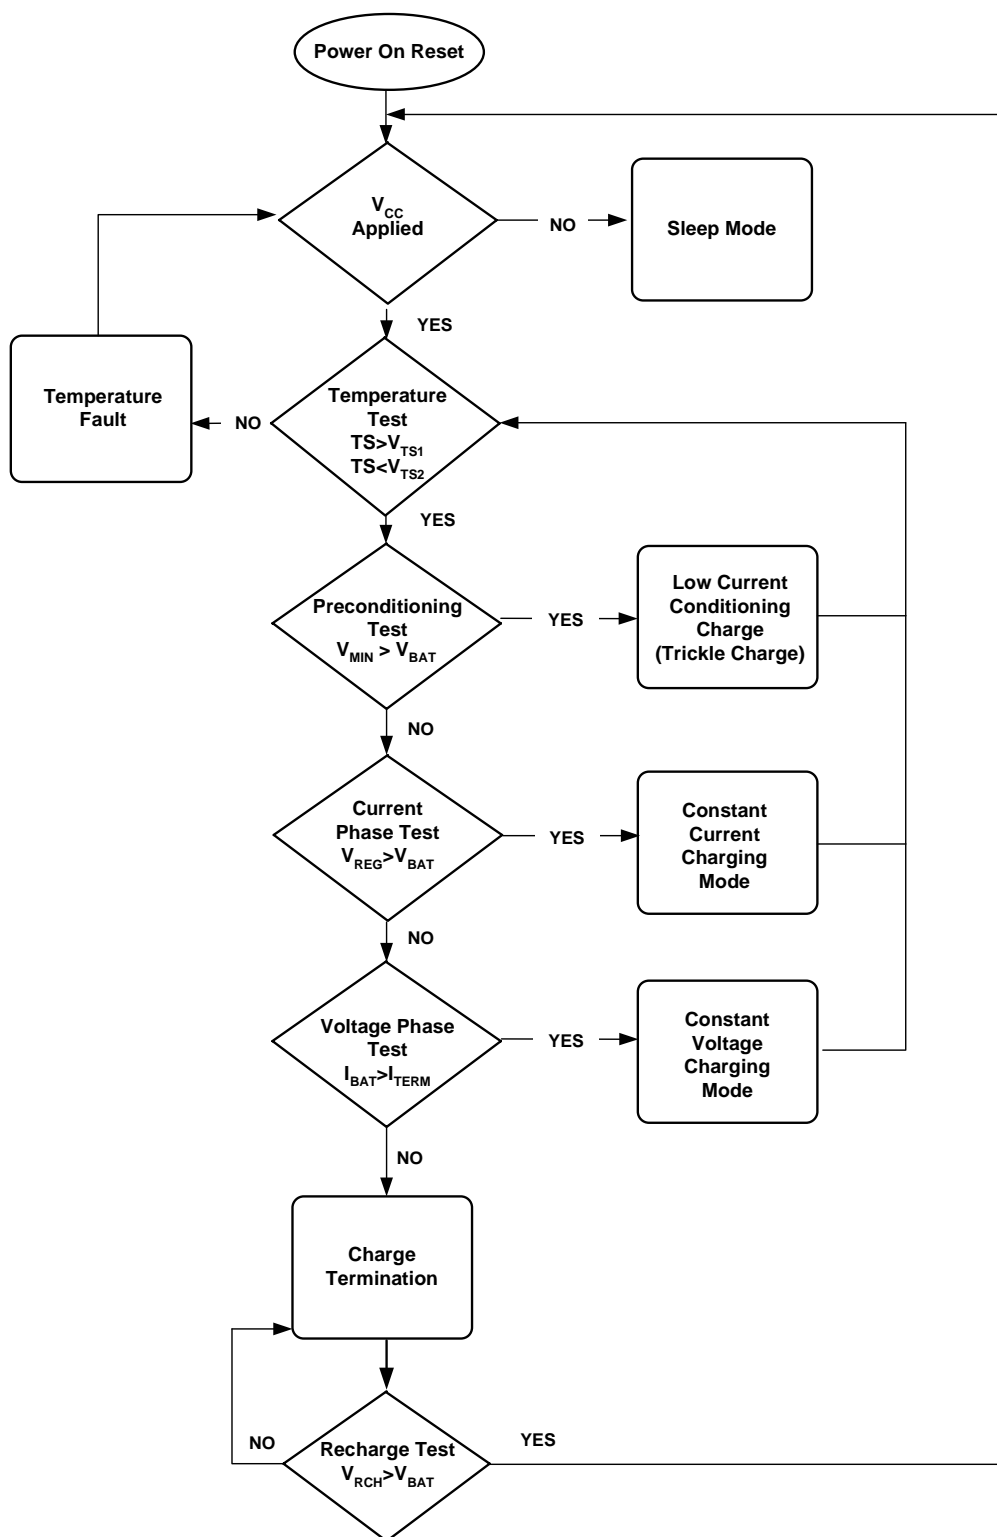 Power On Reset
V_CC
Applied
NO
Sleep Mode
YES
Temperature
Fault
NO
Temperature
Test
TS>V_TS1
TS<V_TS2
YES
Preconditioning
Test
V_MIN > V_BAT
YES
Low Current
Conditioning
Charge
(Trickle Charge)
NO
Current
Phase Test
V_REG>V_BAT
YES
Constant
Current
Charging
Mode
NO
Voltage Phase
Test
I_BAT>I_TERM
YES
Constant
Voltage
Charging
Mode
NO
Charge
Termination
NO
Recharge Test
V_RCH>V_BAT
YES